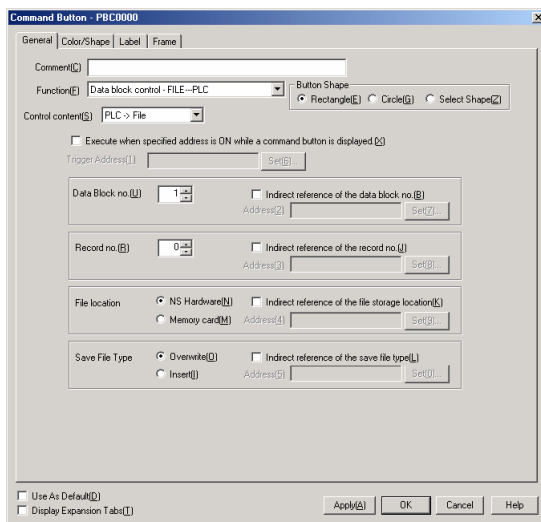 Command Button - PBC0000
General Color/Shape Label Frame
Comment(C)
Function(F) Data block control - FILE---PLC
Button Shape
Rectangle(E) Circle(G) Select Shape(Z)
Control content(S) PLC -> File
Execute when specified address is ON while a command button is displayed.(X)
Trigger Address(1) Set(6)...
Data Block no.(U) 1 Indirect reference of the data block no.(B)
Address(2) Set(7)...
Record no.(R) 0 Indirect reference of the record no.(J)
Address(3) Set(8)...
File location NS Hardware(N) Indirect reference of the file storage location(K)
Memory card(M) Address(4) Set(9)...
Save File Type Overwrite(O) Indirect reference of the save file type(L)
Insert(I) Address(5) Set(0)...
Use As Default(D)
Display Expansion Tabs(T)
Apply(A) OK Cancel Help